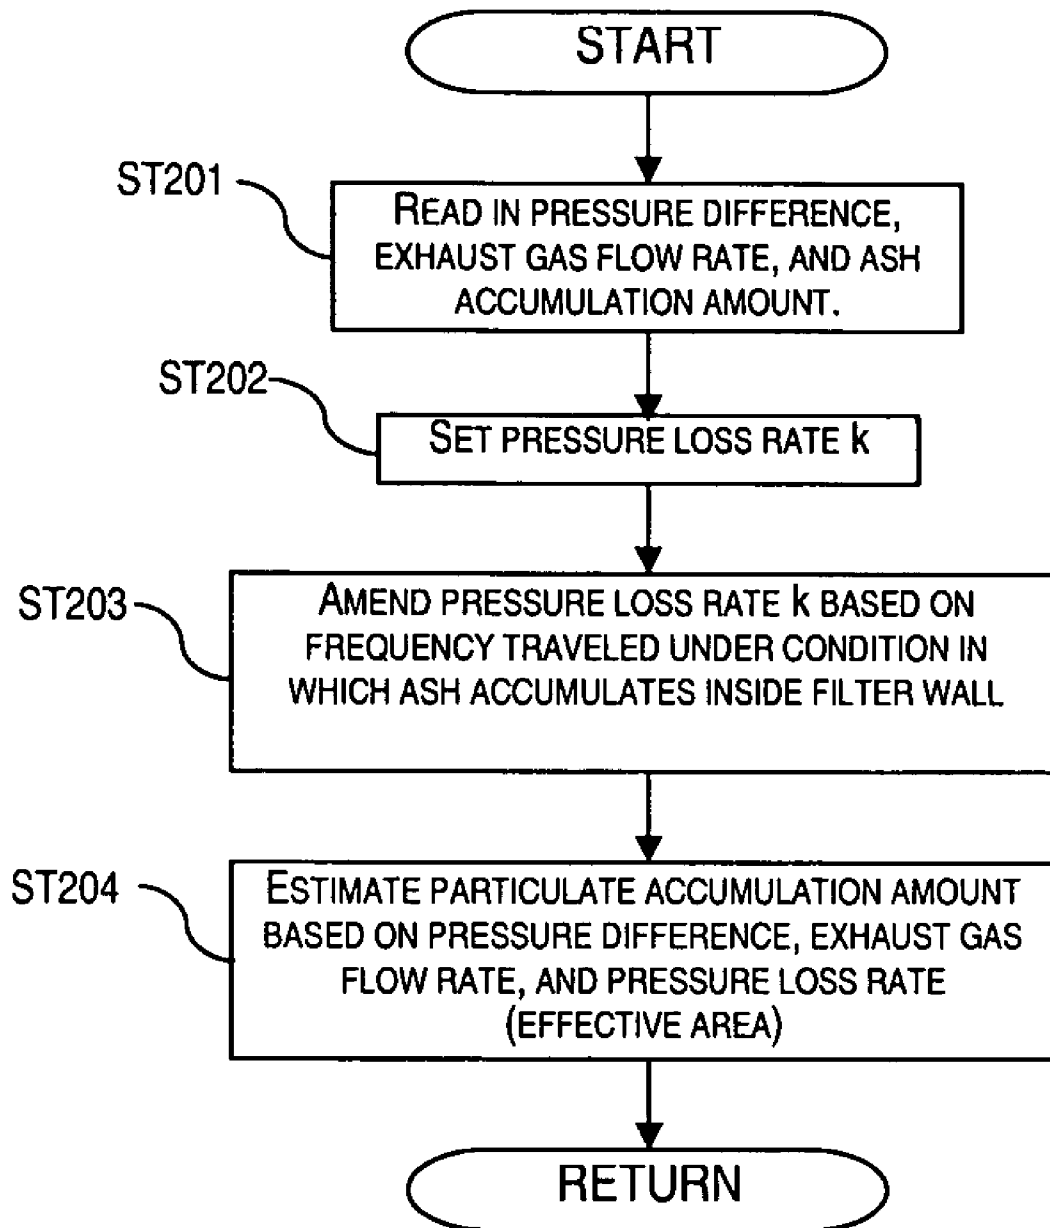 START
ST201
READ IN PRESSURE DIFFERENCE,
EXHAUST GAS FLOW RATE, AND ASH
ACCUMULATION AMOUNT.
ST202
SET PRESSURE LOSS RATE k
ST203
AMEND PRESSURE LOSS RATE k BASED ON
FREQUENCY TRAVELED UNDER CONDITION IN
WHICH ASH ACCUMULATES INSIDE FILTER WALL
ST204
ESTIMATE PARTICULATE ACCUMULATION AMOUNT
BASED ON PRESSURE DIFFERENCE, EXHAUST GAS
FLOW RATE, AND PRESSURE LOSS RATE
(EFFECTIVE AREA)
RETURN